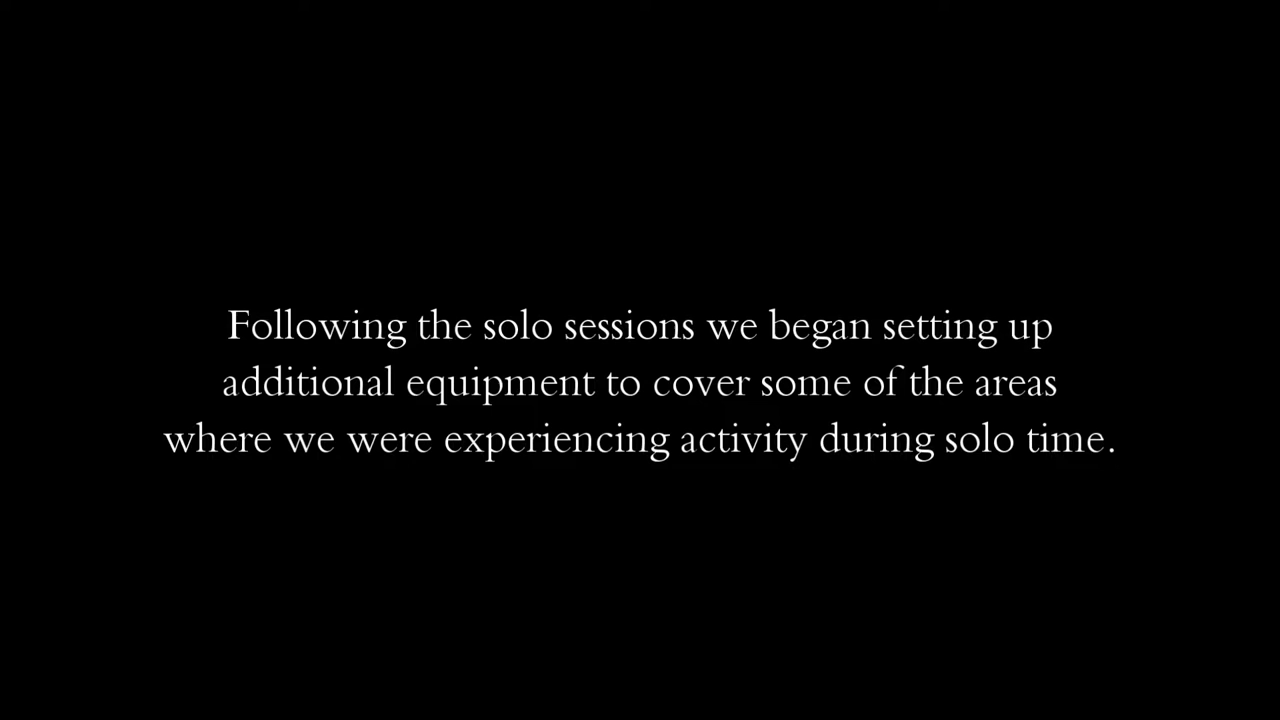 Following the solo sessions we began setting up
additional equipment to cover some of the areas
where we were experiencing activity during solo time.